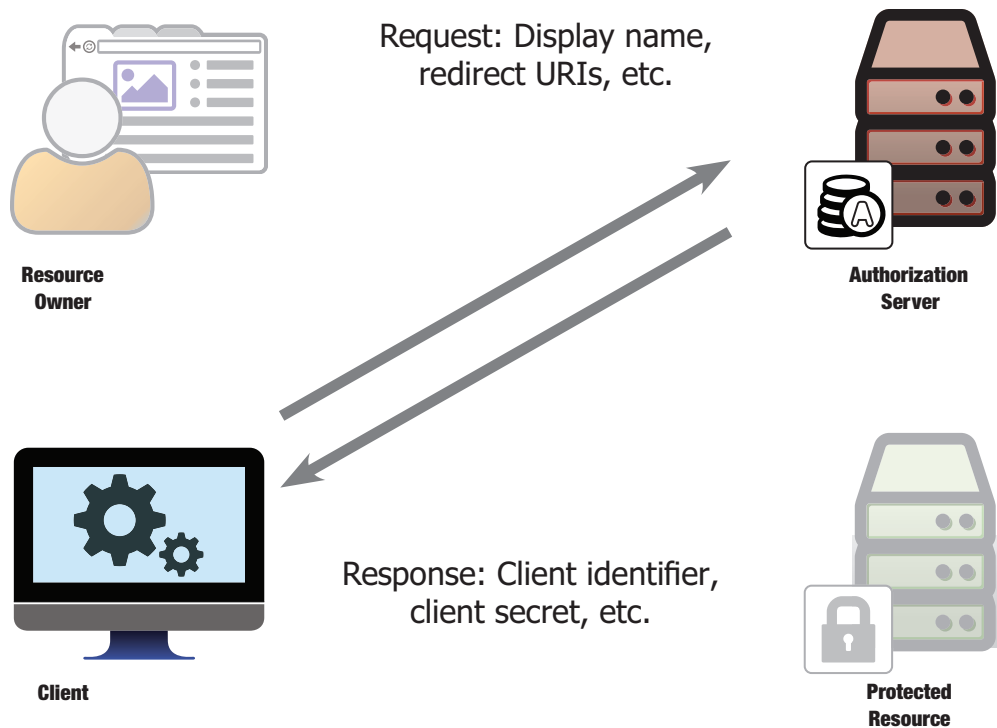 Request: Display name,
redirect URIs, etc.
A
Resource
Owner
Authorization
Server
Response: Client identifier,
client secret, etc.
Client
Protected
Resource